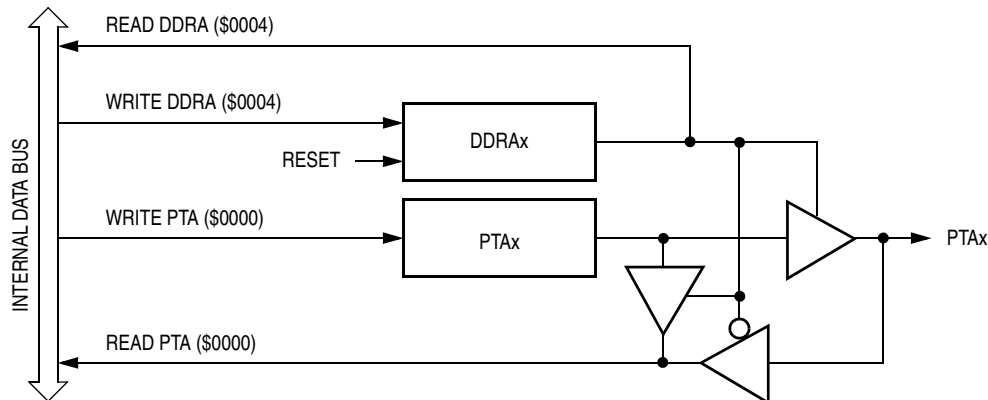 READ DDRA ($0004)
WRITE DDRA ($0004)
DDRAx
RESET
INTERNAL DATA BUS
WRITE PTA ($0000)
PTAx
PTAx
READ PTA ($0000)